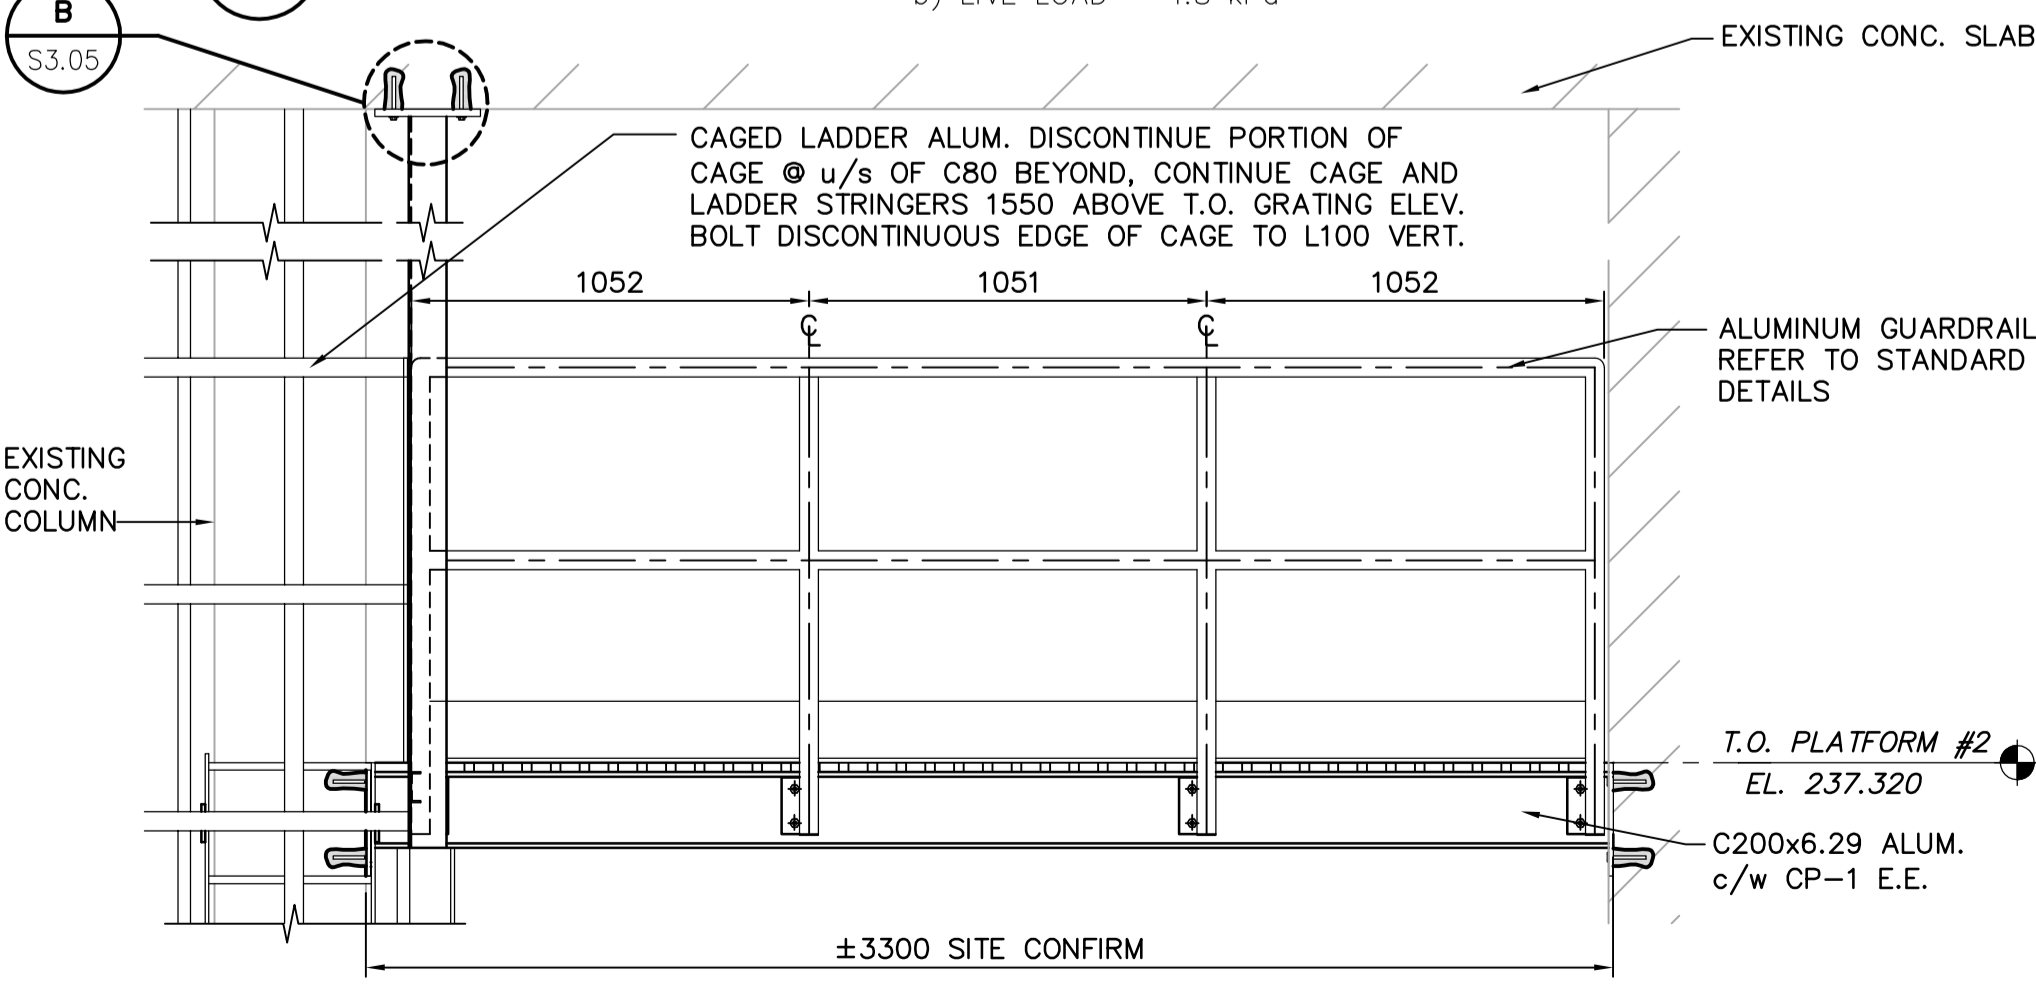 B
S3.05
EXISTING CONC. SLAB
CAGED LADDER ALUM. DISCONTINUE PORTION OF
CAGE @ u/s OF C80 BEYOND, CONTINUE CAGE AND
LADDER STRINGERS 1550 ABOVE T.O. GRATING ELEV.
BOLT DISCONTINUOUS EDGE OF CAGE TO L100 VERT.
1052
1051
1052
℄
℄
ALUMINUM GUARDRAIL
REFER TO STANDARD
DETAILS
EXISTING
CONC.
COLUMN
T.O. PLATFORM #2
EL. 237.320
C200x6.29 ALUM.
c/w CP-1 E.E.
±3300 SITE CONFIRM